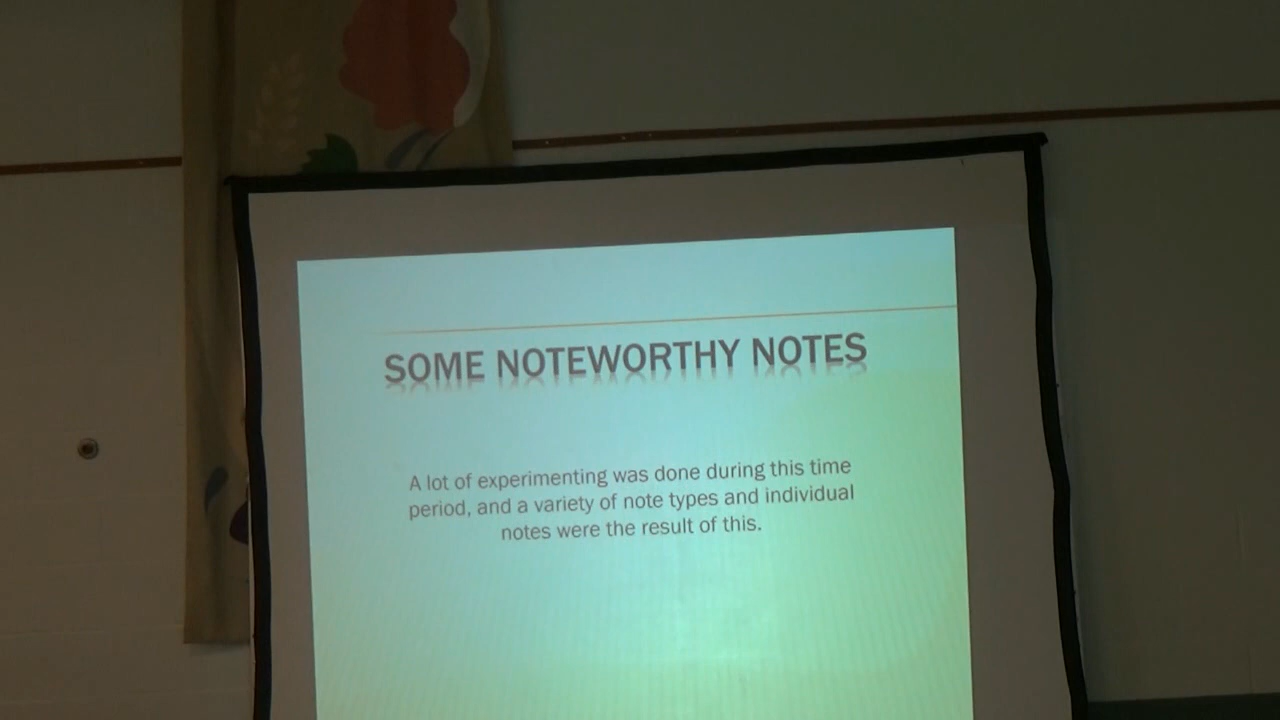 SOME NOTEWORTHY NOTES
A lot of experimenting was done during this time
period, and a variety of note types and individual
notes were the result of this.